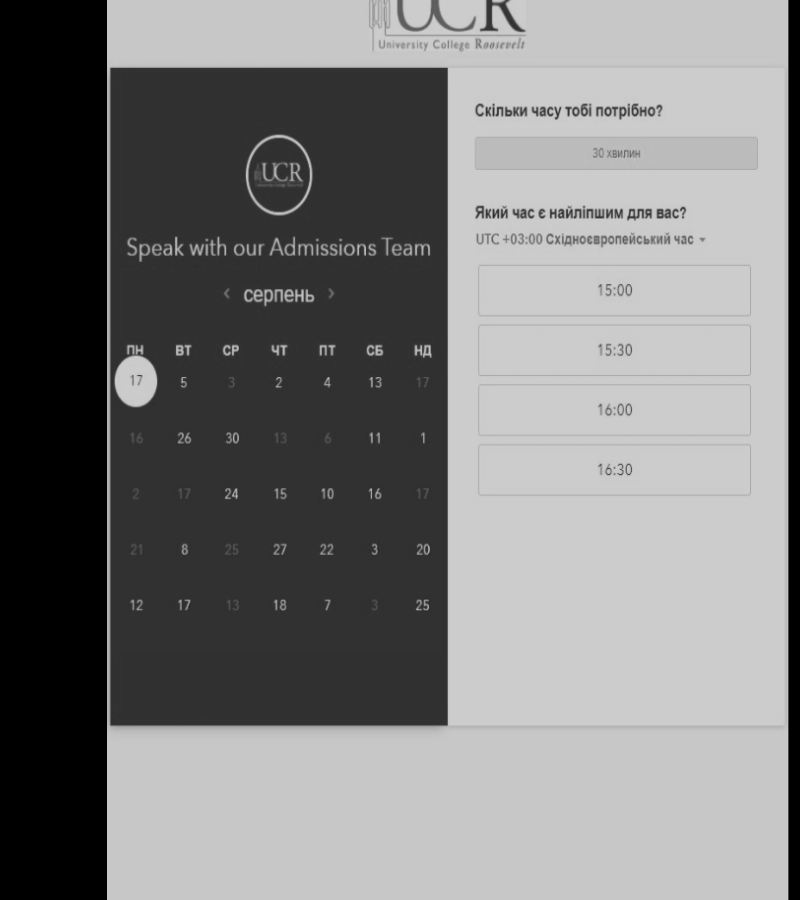 UCR
University College Roosevelt
UCR
Speak with our Admissions Team
‹ серпень ›
ПН ВТ СР ЧТ ПТ СБ НД
17 5 3 2 4 13 17
16 26 30 13 6 11 1
2 17 24 15 10 16 17
21 8 25 27 22 3 20
12 17 13 18 7 3 25
Скільки часу тобі потрібно?
30 хвилин
Який час є найліпшим для вас?
UTC +03:00 Східноєвропейський час
15:00
15:30
16:00
16:30